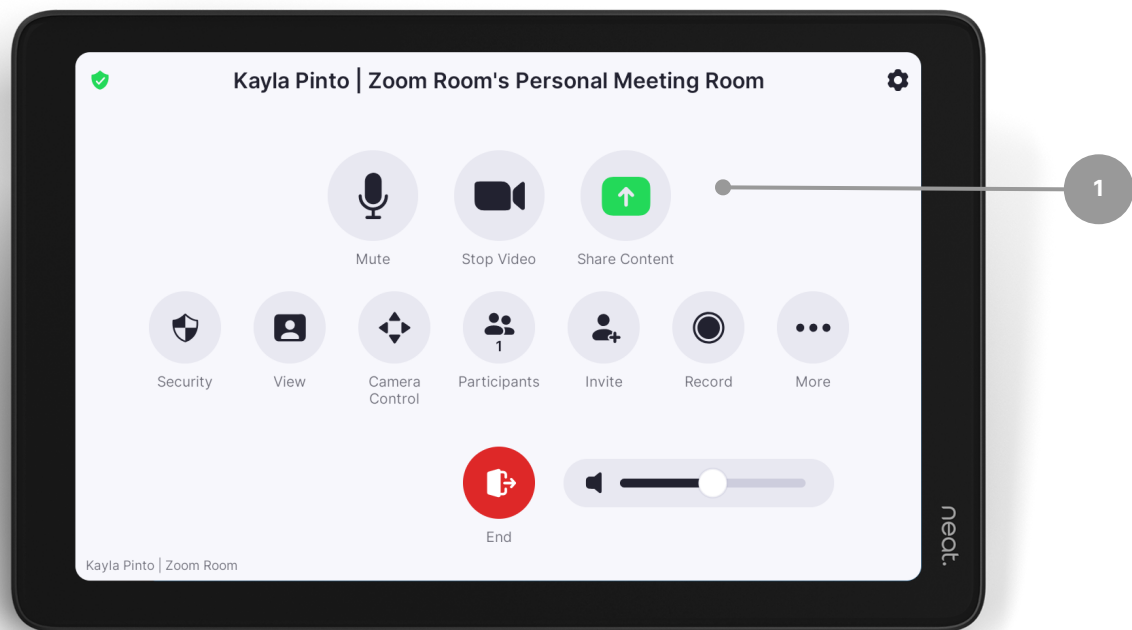 Kayla Pinto | Zoom Room's Personal Meeting Room
1
Mute
Stop Video
Share Content
1
Security
View
Camera
Control
Participants
Invite
Record
More
End
Kayla Pinto | Zoom Room
neat.